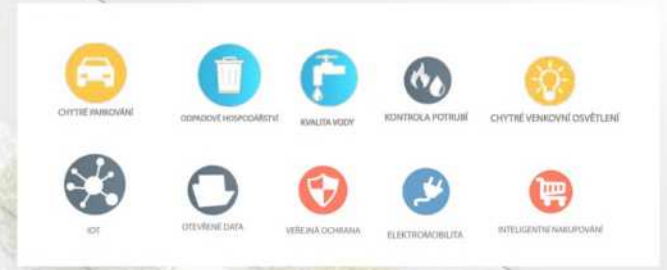 CHYTRÉ PARKOVÁNÍ
ODPADOVÉ HOSPODÁŘSTVÍ
KVALITA VODY
KONTROLA POTRUBÍ
CHYTRÉ VENKOVNÍ OSVĚTLENÍ
IOT
OTEVŘENÉ DATA
VEŘEJNÁ OCHRANA
ELEKTROMOBILITA
INTELIGENTNÍ NAKUPOVÁNÍ